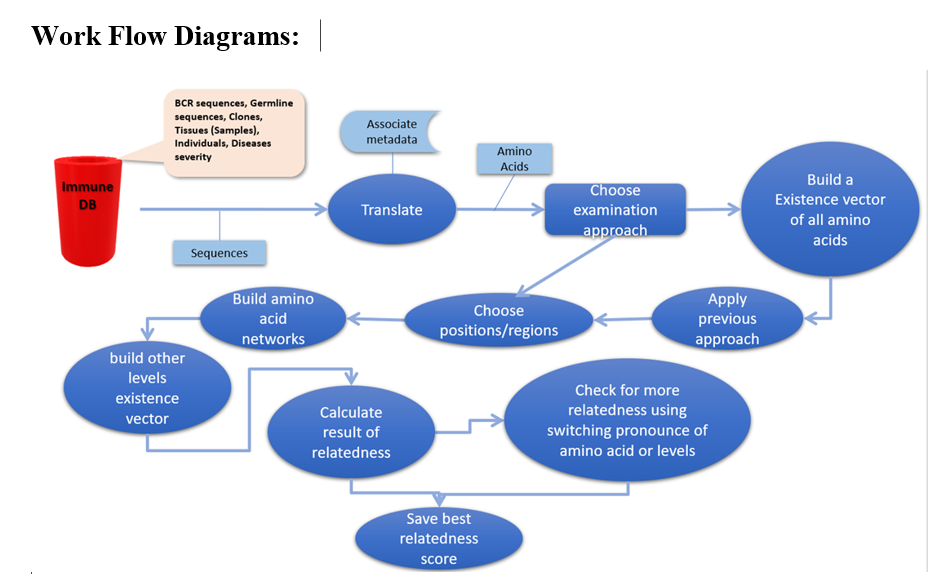 Work Flow Diagrams:
BCR sequences, Germline
sequences, Clones,
Tissues (Samples),
Individuals, Diseases
severity
Immune
DB
Sequences
Associate
metadata
Translate
Amino
Acids
Choose
examination
approach
Build a
Existence vector
of all amino
acids
Apply
previous
approach
Choose
positions/regions
Build amino
acid
networks
build other
levels
existence
vector
Calculate
result of
relatedness
Check for more
relatedness using
switching pronounce of
amino acid or levels
Save best
relatedness
score